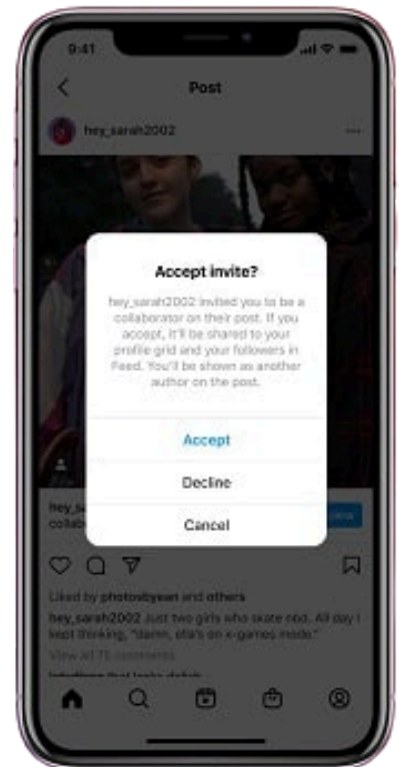 9:41
Post
hey_sarah2002
Accept invite?
hey_sarah2002 invited you to be a
collaborator on their post. If you
accept, it'll be shared to your
profile grid and your followers in
Feed. You'll be shown as another
author on the post.
Accept
Decline
Cancel
Liked by photosbyean and others
hey_sarah2002 Just two girls who skate nbd. All day I
kept thinking, "damn, ella's on x-games mode."
View all 75 comments